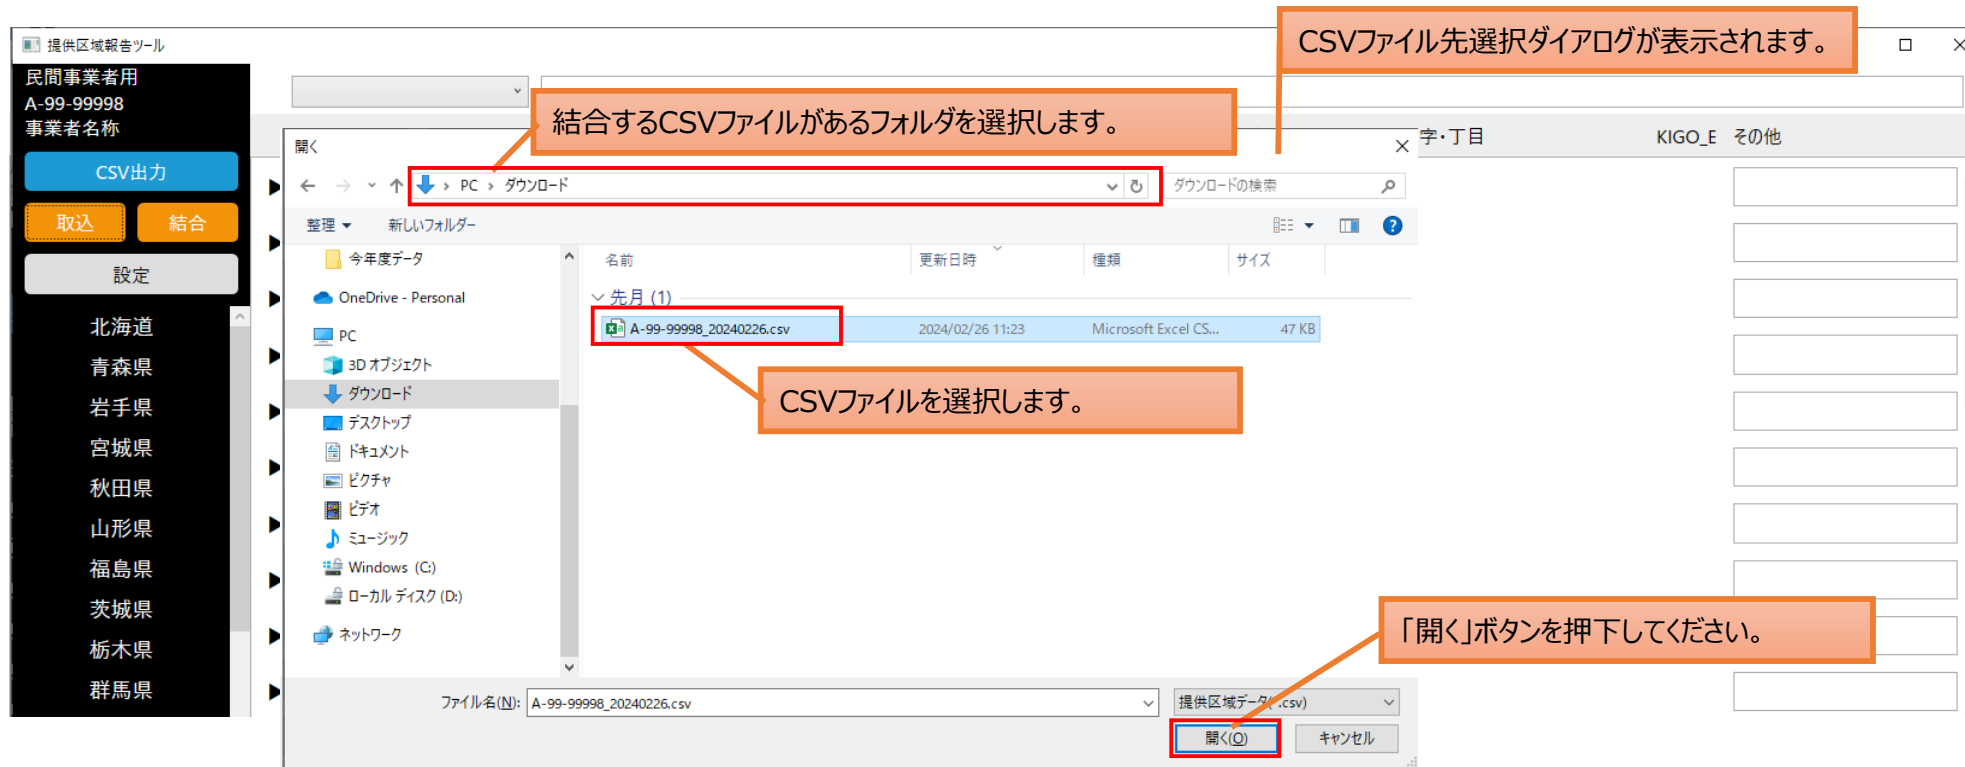 CSVファイル先選択ダイアログが表示されます。
提供区域報告ツール
民間事業者用
A-99-99998
事業者名称
CSV出力
取込
結合
設定
北海道
青森県
岩手県
宮城県
秋田県
山形県
福島県
茨城県
栃木県
群馬県
結合するCSVファイルがあるフォルダを選択します。
字・丁目
KIGO_E
その他
開く
PC › ダウンロード
ダウンロードの検索
整理
新しいフォルダー
今年度データ
OneDrive - Personal
PC
3D オブジェクト
ダウンロード
デスクトップ
ドキュメント
ピクチャ
ビデオ
ミュージック
Windows (C:)
ローカル ディスク (D:)
ネットワーク
名前
更新日時
種類
サイズ
先月 (1)
A-99-99998_20240226.csv
2024/02/26 11:23
Microsoft Excel CS...
47 KB
CSVファイルを選択します。
「開く」ボタンを押下してください。
ファイル名(N):
A-99-99998_20240226.csv
提供区域データ(*.csv)
開く(O)
キャンセル